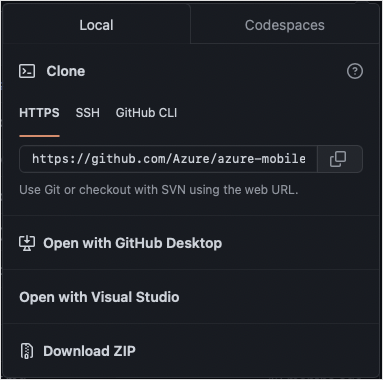 Local
Codespaces
Clone
HTTPS
SSH
GitHub CLI
https://github.com/Azure/azure-mobile
Use Git or checkout with SVN using the web URL.
Open with GitHub Desktop
Open with Visual Studio
Download ZIP